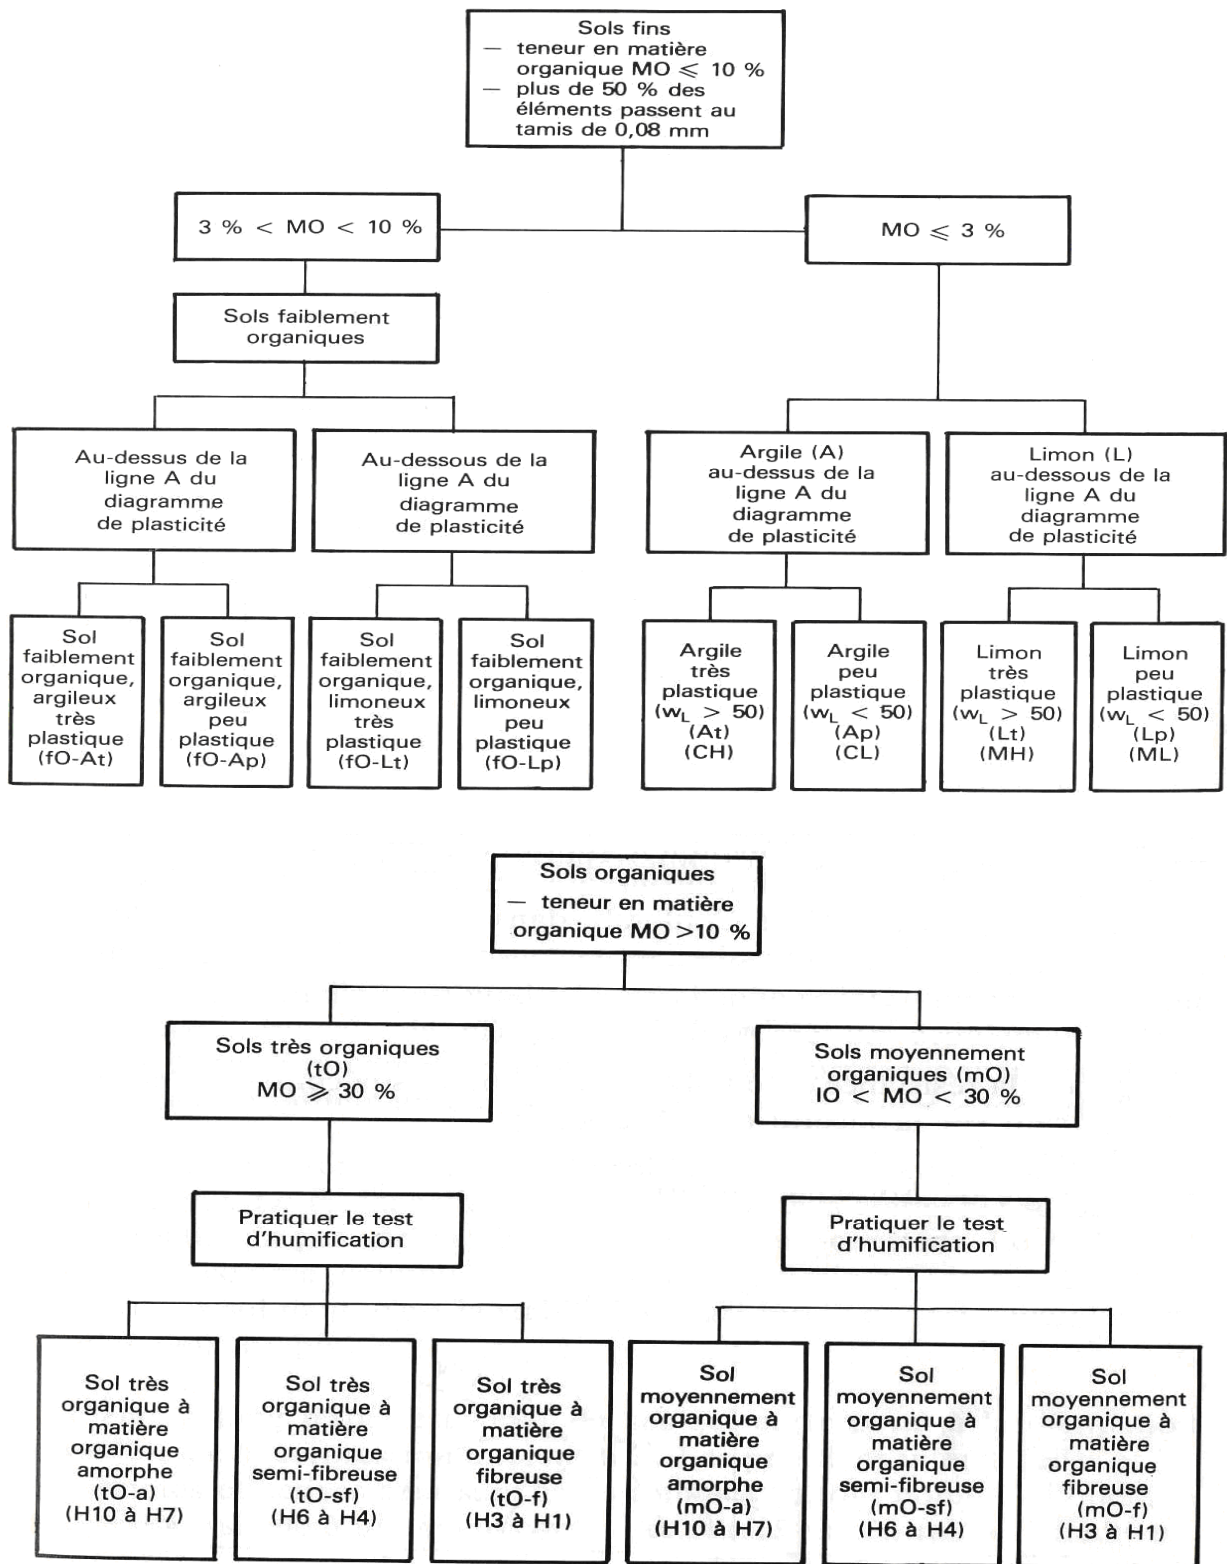 Sols fins
— teneur en matière
organique MO ⩽ 10 %
— plus de 50 % des
éléments passent au
tamis de 0,08 mm
3 % < MO < 10 %
MO ⩽ 3 %
Sols faiblement
organiques
Au-dessus de la
ligne A du
diagramme
de plasticité
Au-dessous de la
ligne A du
diagramme
de plasticité
Argile (A)
au-dessus de la
ligne A du
diagramme
de plasticité
Limon (L)
au-dessous de la
ligne A du
diagramme
de plasticité
Sol
faiblement
organique,
argileux
très
plastique
(fO-At)
Sol
faiblement
organique,
argileux
peu
plastique
(fO-Ap)
Sol
faiblement
organique,
limoneux
très
plastique
(fO-Lt)
Sol
faiblement
organique,
limoneux
peu
plastique
(fO-Lp)
Argile
très
plastique
(wL > 50)
(At)
(CH)
Argile
peu
plastique
(wL < 50)
(Ap)
(CL)
Limon
très
plastique
(wL > 50)
(Lt)
(MH)
Limon
peu
plastique
(wL < 50)
(Lp)
(ML)
Sols organiques
— teneur en matière
organique MO >10 %
Sols très organiques
(tO)
MO ⩾ 30 %
Sols moyennement
organiques (mO)
IO < MO < 30 %
Pratiquer le test
d'humification
Pratiquer le test
d'humification
Sol très
organique à
matière
organique
amorphe
(tO-a)
(H10 à H7)
Sol très
organique à
matière
organique
semi-fibreuse
(tO-sf)
(H6 à H4)
Sol très
organique à
matière
organique
fibreuse
(tO-f)
(H3 à H1)
Sol
moyennement
organique à
matière
organique
amorphe
(mO-a)
(H10 à H7)
Sol
moyennement
organique à
matière
organique
semi-fibreuse
(mO-sf)
(H6 à H4)
Sol
moyennement
organique à
matière
organique
fibreuse
(mO-f)
(H3 à H1)